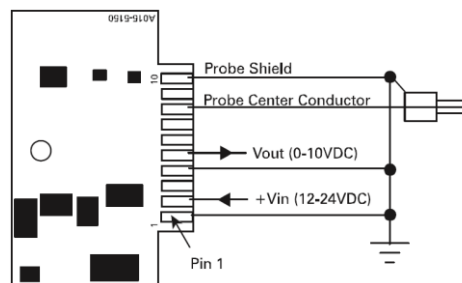 A015-5150
10
Probe Shield
Probe Center Conductor
Vout (0-10VDC)
+Vin (12-24VDC)
1
Pin 1